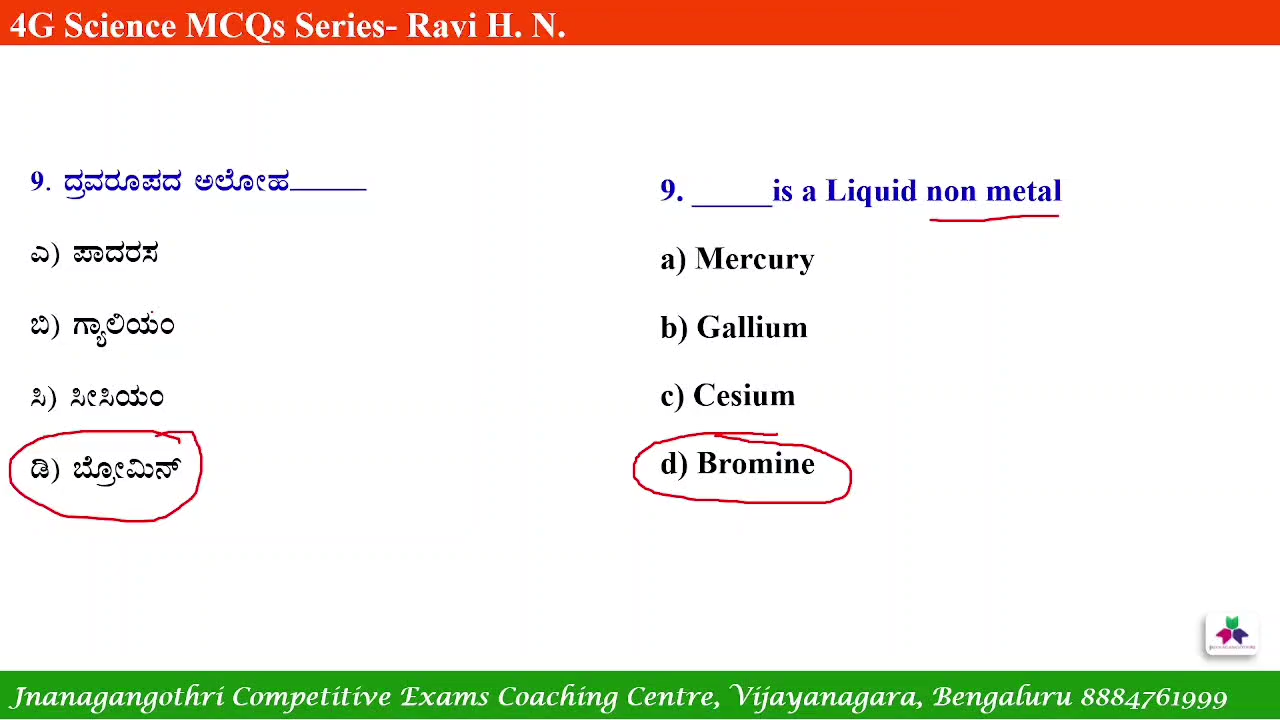 4G Science MCQs Series- Ravi H. N.
9. ದ್ರವರೂಪದ ಅಲೋಹ_____
ಎ) ಪಾದರಸ
ಬಿ) ಗ್ಯಾಲಿಯಂ
ಸಿ) ಸೀಸಿಯಂ
ಡಿ) ಬ್ರೋಮಿನ್
9. _____is a Liquid non metal
a) Mercury
b) Gallium
c) Cesium
d) Bromine
Jnanagangothri Competitive Exams Coaching Centre, Vijayanagara, Bengaluru 8884761999